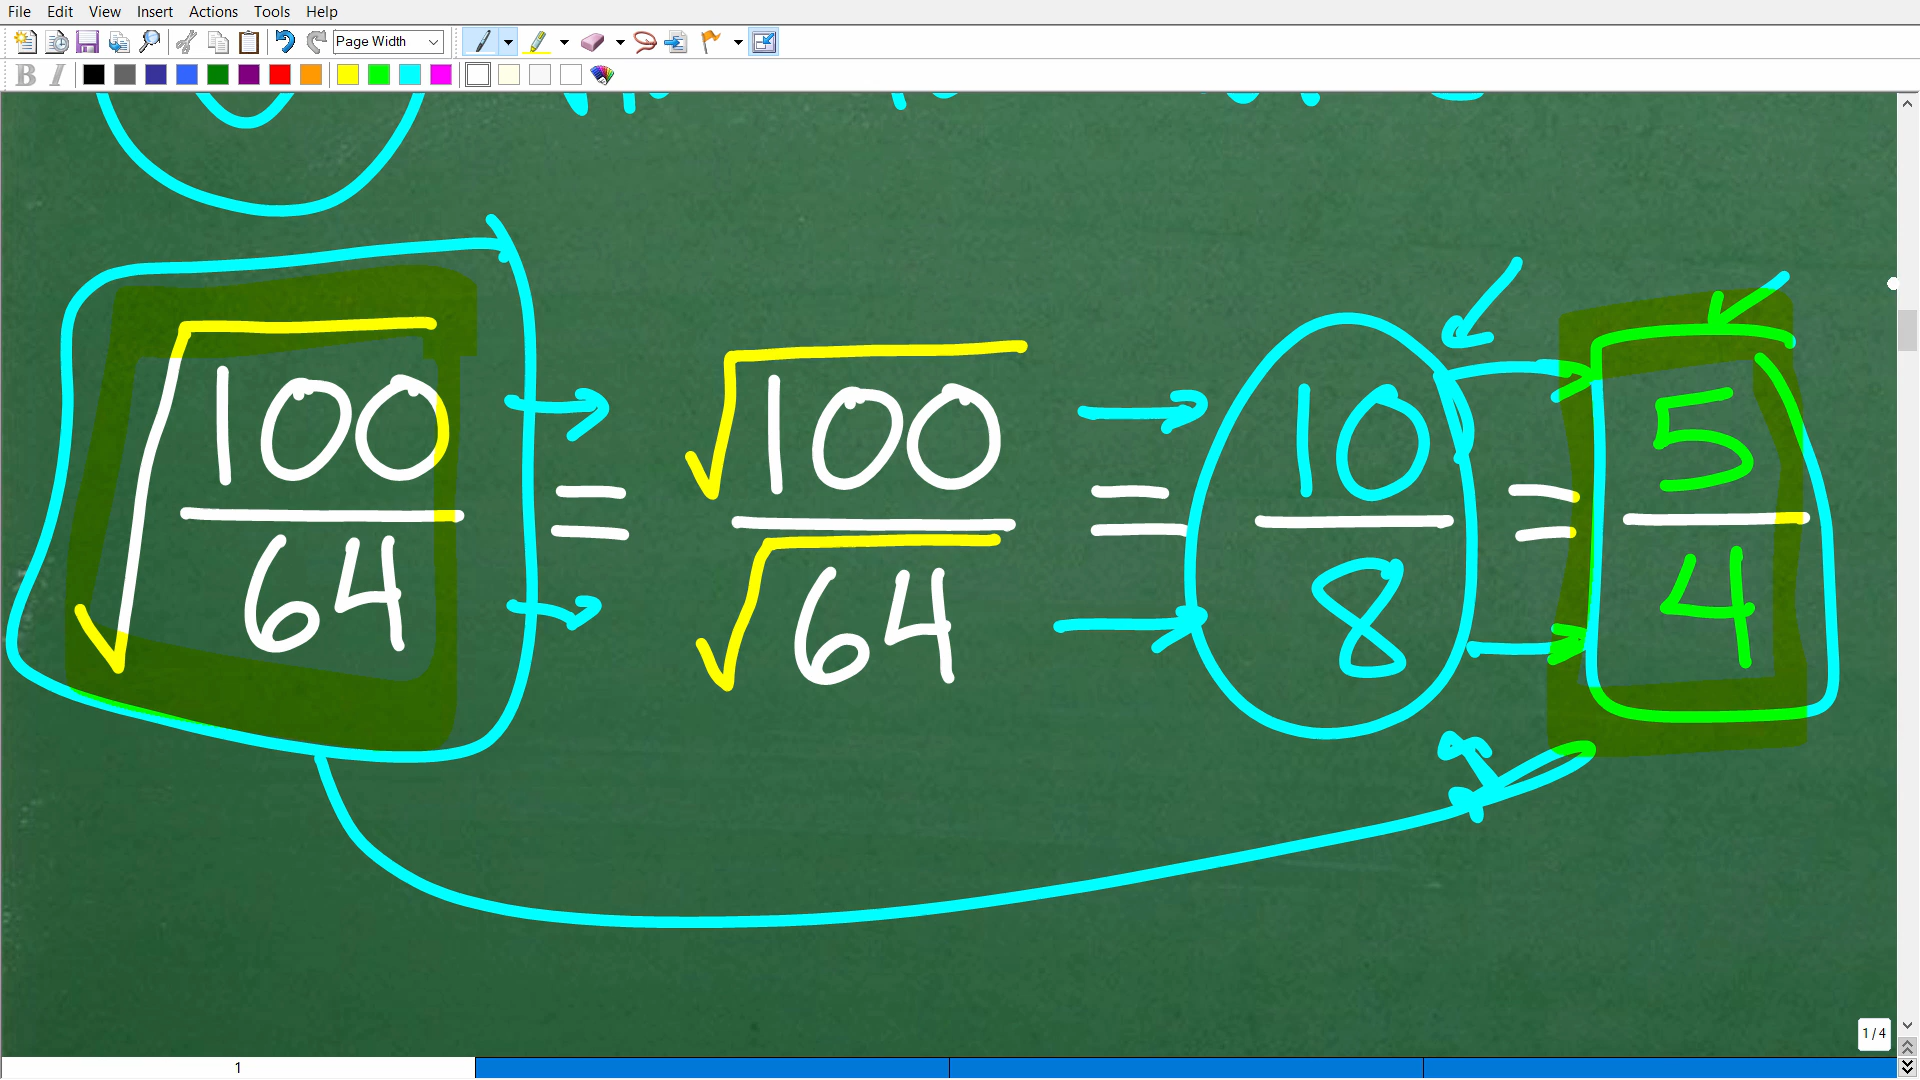 File Edit View Insert Actions Tools Help
Page Width
B I
√(100/64) = √100/√64 = 10/8 = 5/4
1 / 4
1